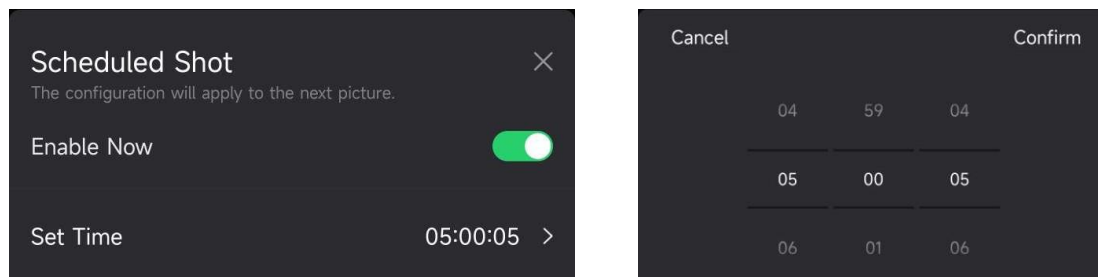 Scheduled Shot
The configuration will apply to the next picture.
Enable Now
Set Time 05:00:05 >
Cancel Confirm
04 59 04
05 00 05
06 01 06